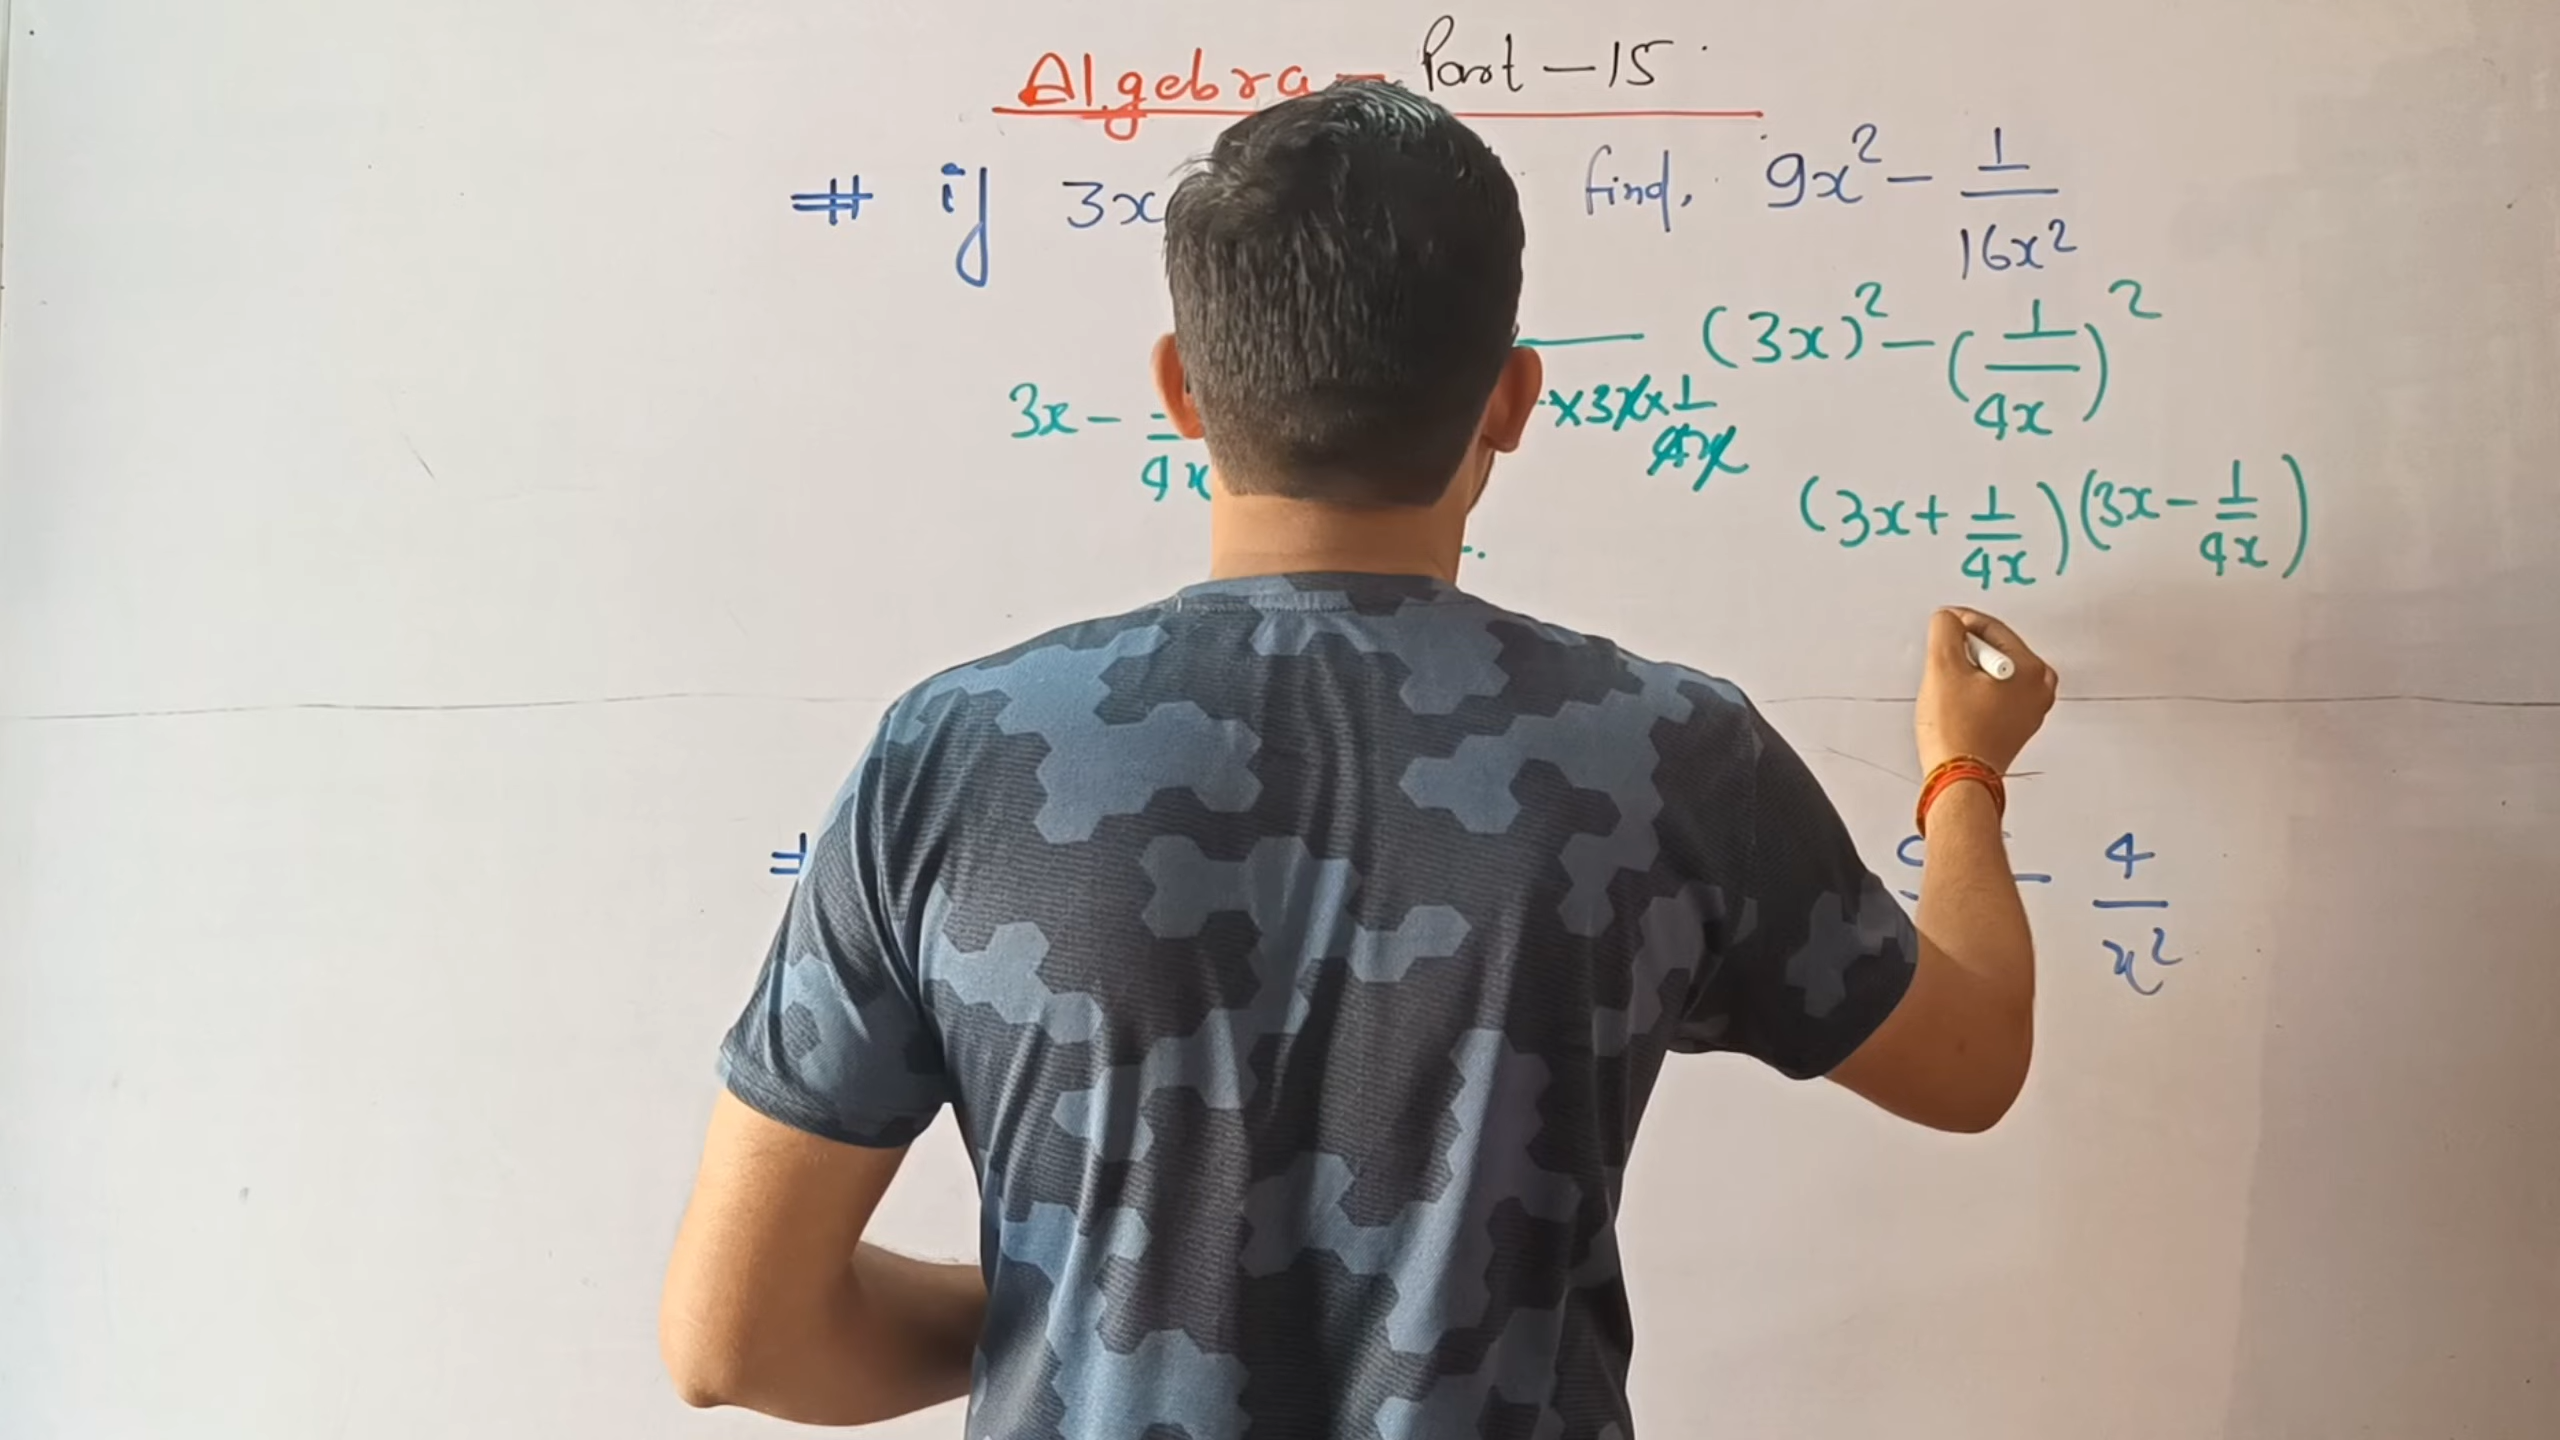 Algebra - Part - 15
# if 3x find, 9x² - 1/16x²
(3x)² - (1/4x)²
3x - 1/4x ×3x×1/4x
(3x + 1/4x)(3x - 1/4x)
- 4/x²